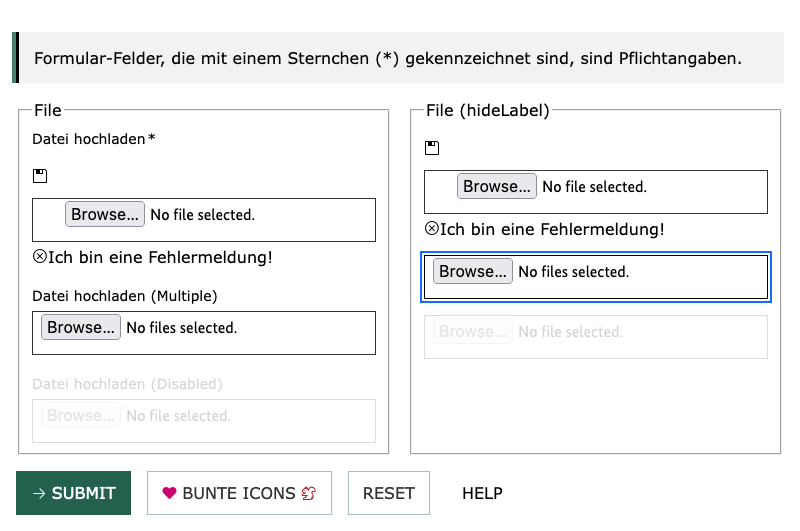 Formular-Felder, die mit einem Sternchen (*) gekennzeichnet sind, sind Pflichtangaben.
File
Datei hochladen*
Browse... No file selected.
Ich bin eine Fehlermeldung!
Datei hochladen (Multiple)
Browse... No files selected.
Datei hochladen (Disabled)
Browse... No file selected.
File (hideLabel)
Browse... No file selected.
Ich bin eine Fehlermeldung!
Browse... No files selected.
Browse... No file selected.
SUBMIT BUNTE ICONS RESET HELP